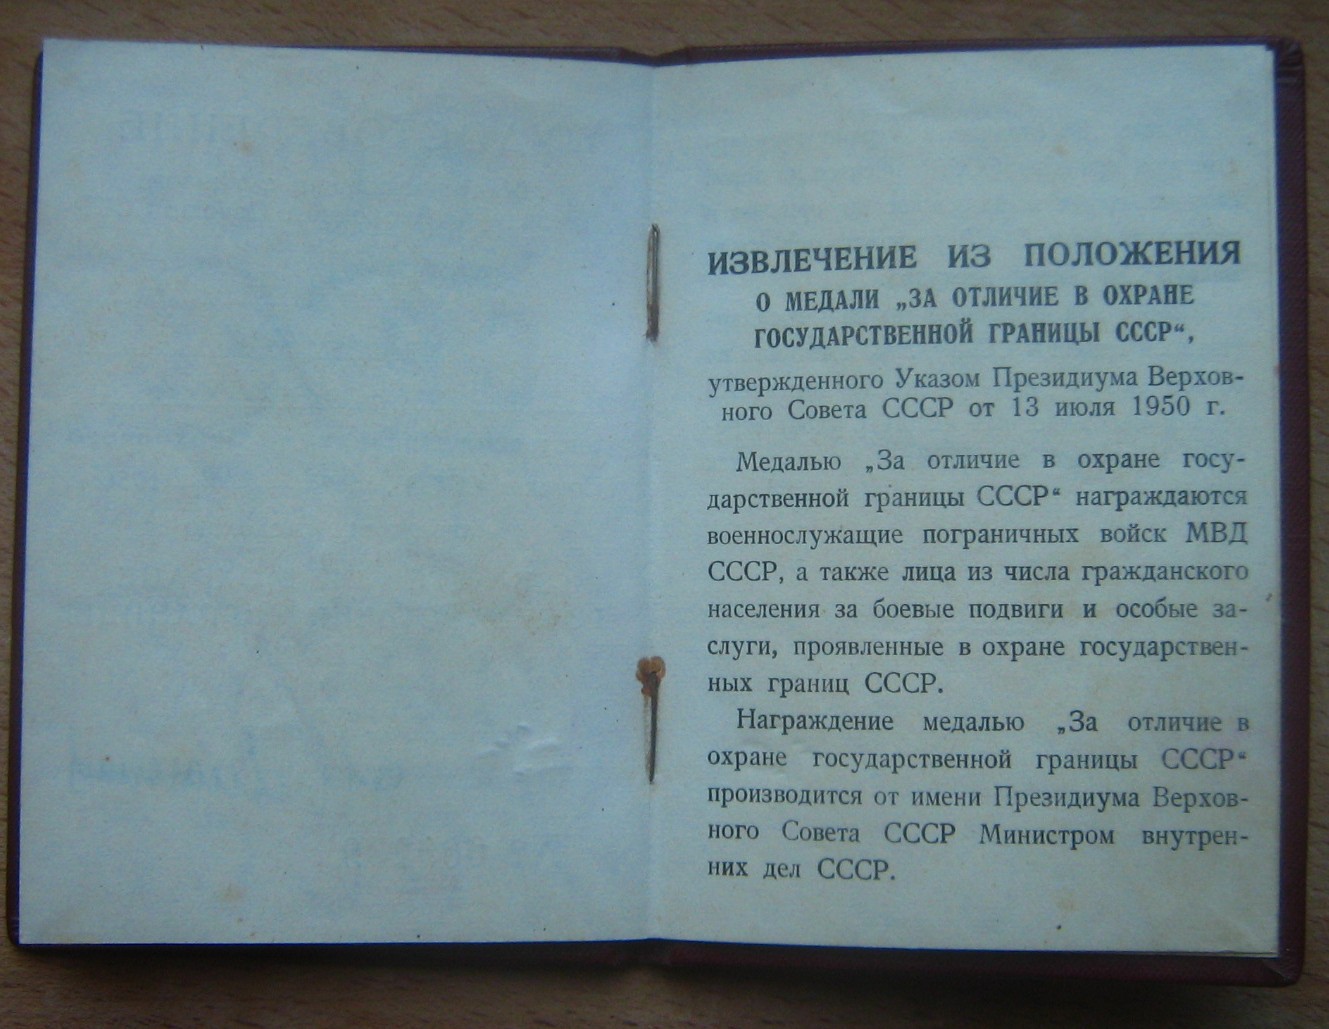 ИЗВЛЕЧЕНИЕ ИЗ ПОЛОЖЕНИЯ
О МЕДАЛИ „ЗА ОТЛИЧИЕ В ОХРАНЕ
ГОСУДАРСТВЕННОЙ ГРАНИЦЫ СССР“,
утвержденного Указом Президиума Верхов-
ного Совета СССР от 13 июля 1950 г.
Медалью „За отличие в охране госу-
дарственной границы СССР“ награждаются
военнослужащие пограничных войск МВД
СССР, а также лица из числа гражданского
населения за боевые подвиги и особые за-
слуги, проявленные в охране государствен-
ных границ СССР.
Награждение медалью „За отличие в
охране государственной границы СССР“
производится от имени Президиума Верхов-
ного Совета СССР Министром внутрен-
них дел СССР.